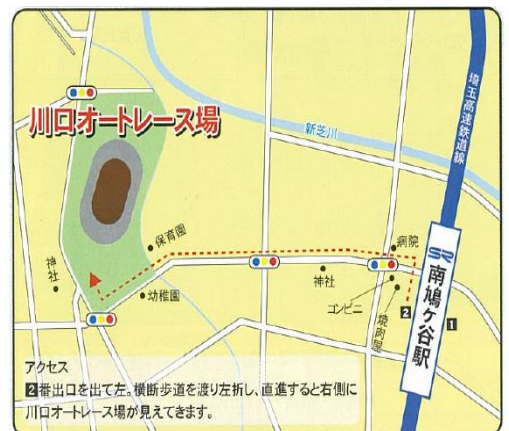 川口オートレース場
新芝川
埼玉高速鉄道線
保育園
病院
神社
幼稚園
神社
コンビニ
焼肉屋
SR
南鳩ヶ谷駅
2
1
アクセス
2番出口を出て左。横断歩道を渡り左折し、直進すると右側に
川口オートレース場が見えてきます。